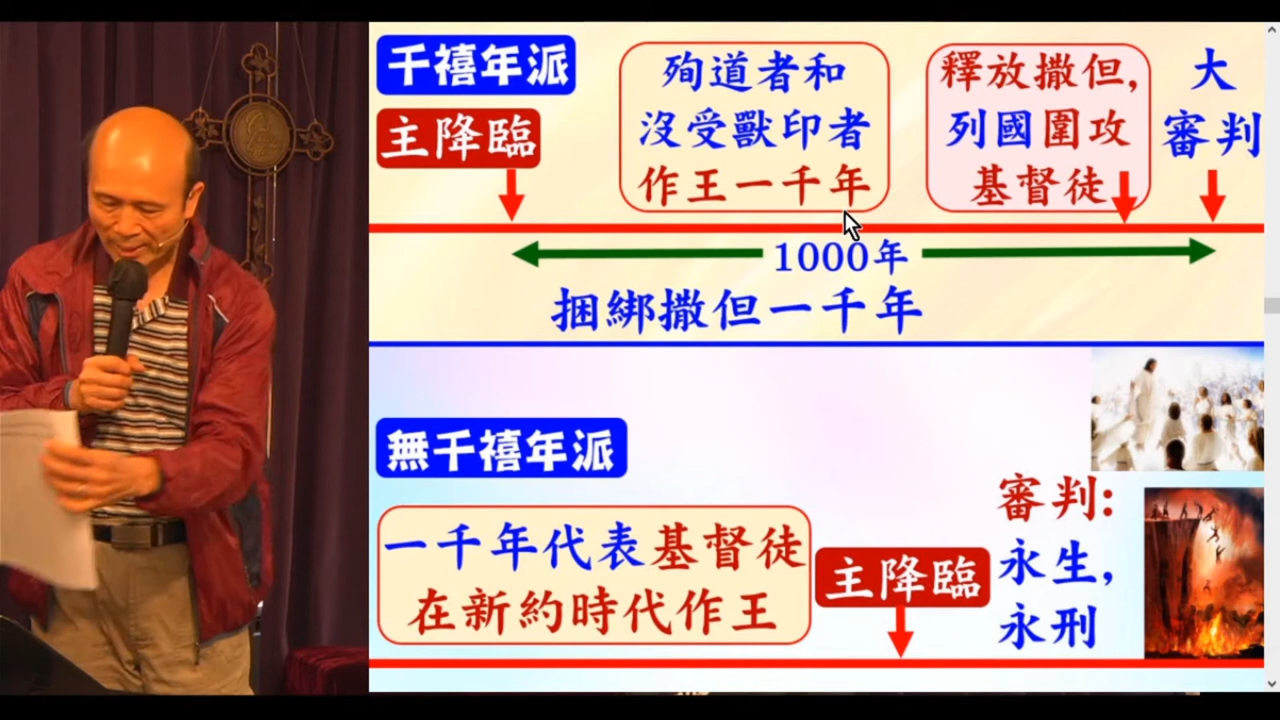 千禧年派
主降臨
殉道者和
沒受獸印者
作王一千年
釋放撒但,
列國圍攻
基督徒
大
審判
1000年
捆綁撒但一千年
無千禧年派
一千年代表基督徒
在新約時代作王
主降臨
審判:
永生,
永刑